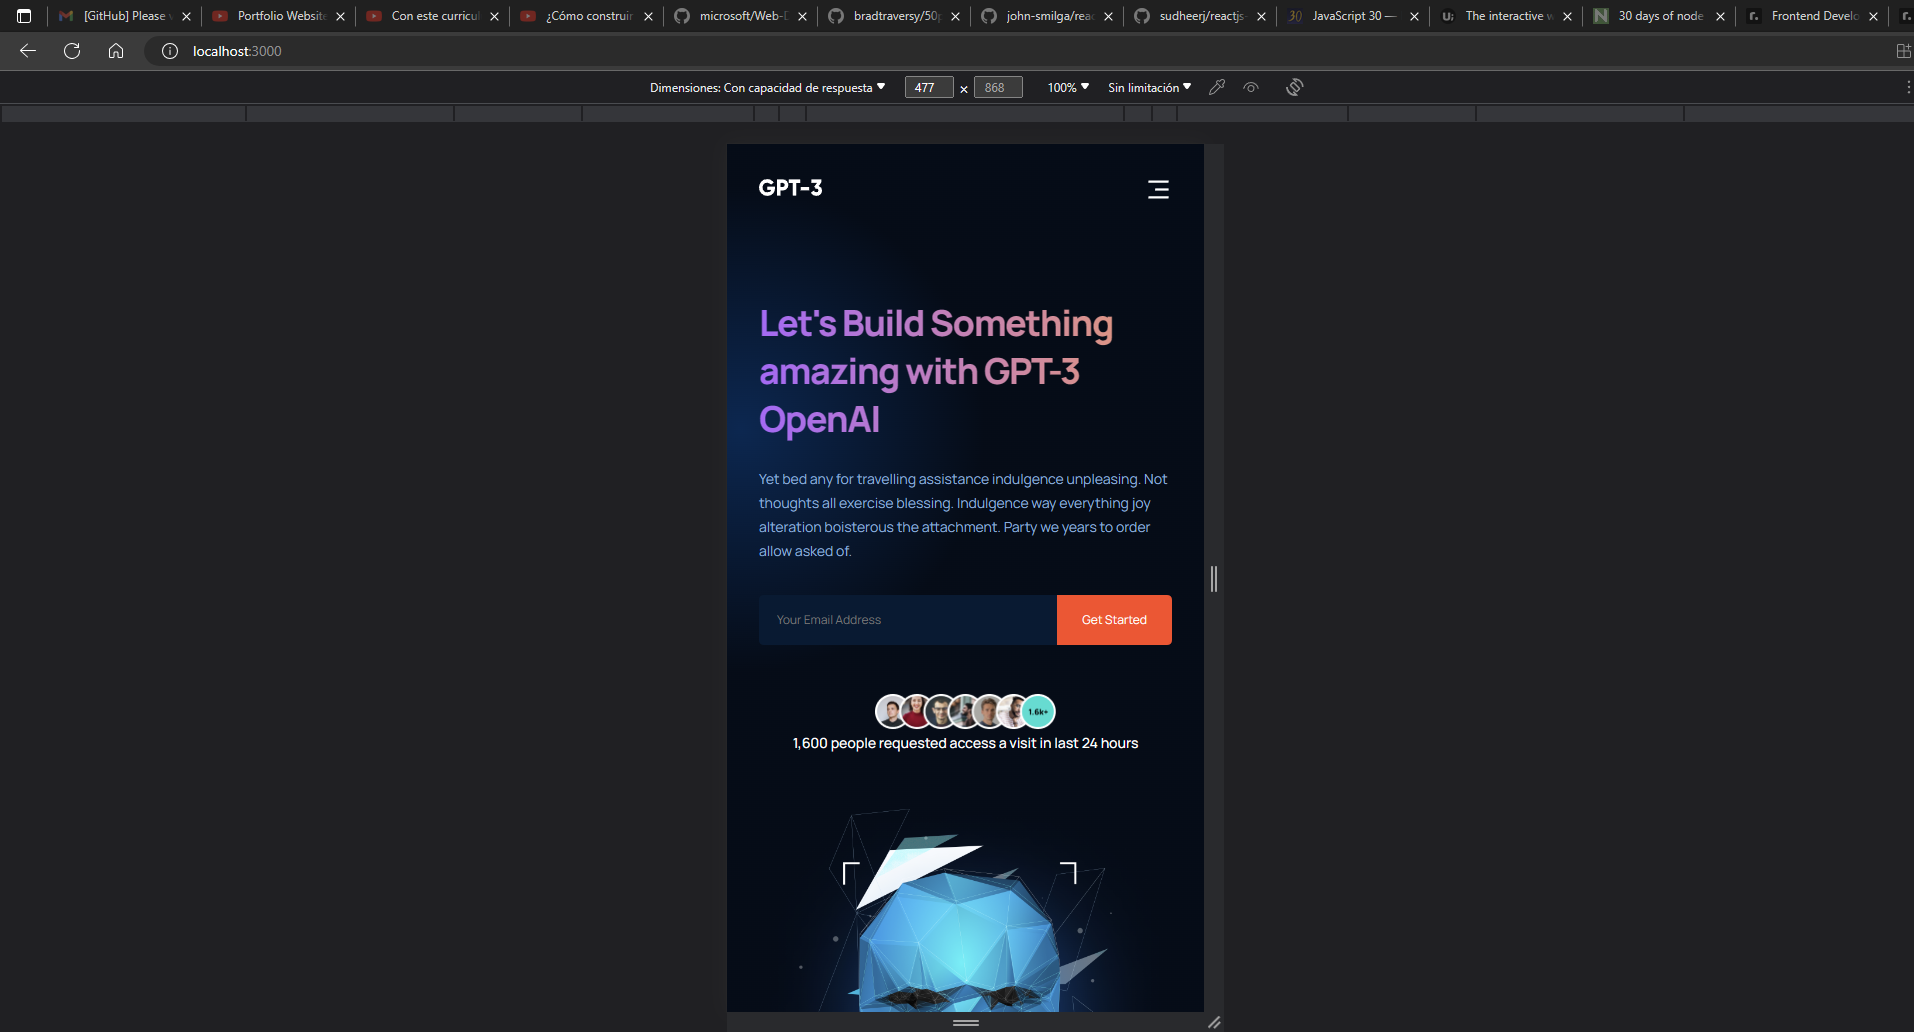 [GitHub] Please
Portfolio Website
Con este curricul
¿Cómo construir
microsoft/Web-D
bradtraversy/50p
john-smilga/reac
sudheerj/reactjs-
30 JavaScript 30 —
U; The interactive w
N 30 days of node
r. Frontend Develo
r.
localhost:3000
Dimensiones: Con capacidad de respuesta 477 × 868 100% Sin limitación
GPT-3
Let's Build Something
amazing with GPT-3
OpenAI
Yet bed any for travelling assistance indulgence unpleasing. Not
thoughts all exercise blessing. Indulgence way everything joy
alteration boisterous the attachment. Party we years to order
allow asked of.
Your Email Address
Get Started
1.6k+
1,600 people requested access a visit in last 24 hours